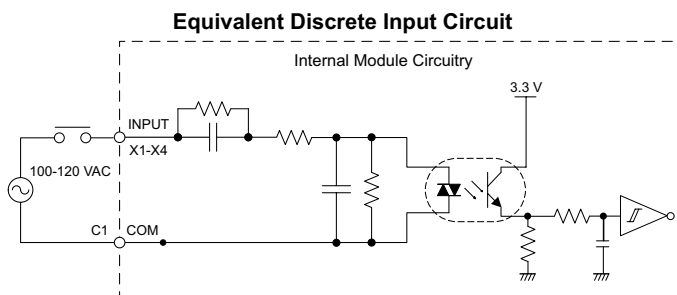 Equivalent Discrete Input Circuit
Internal Module Circuitry
3.3 V
INPUT
X1-X4
100-120 VAC
C1
COM